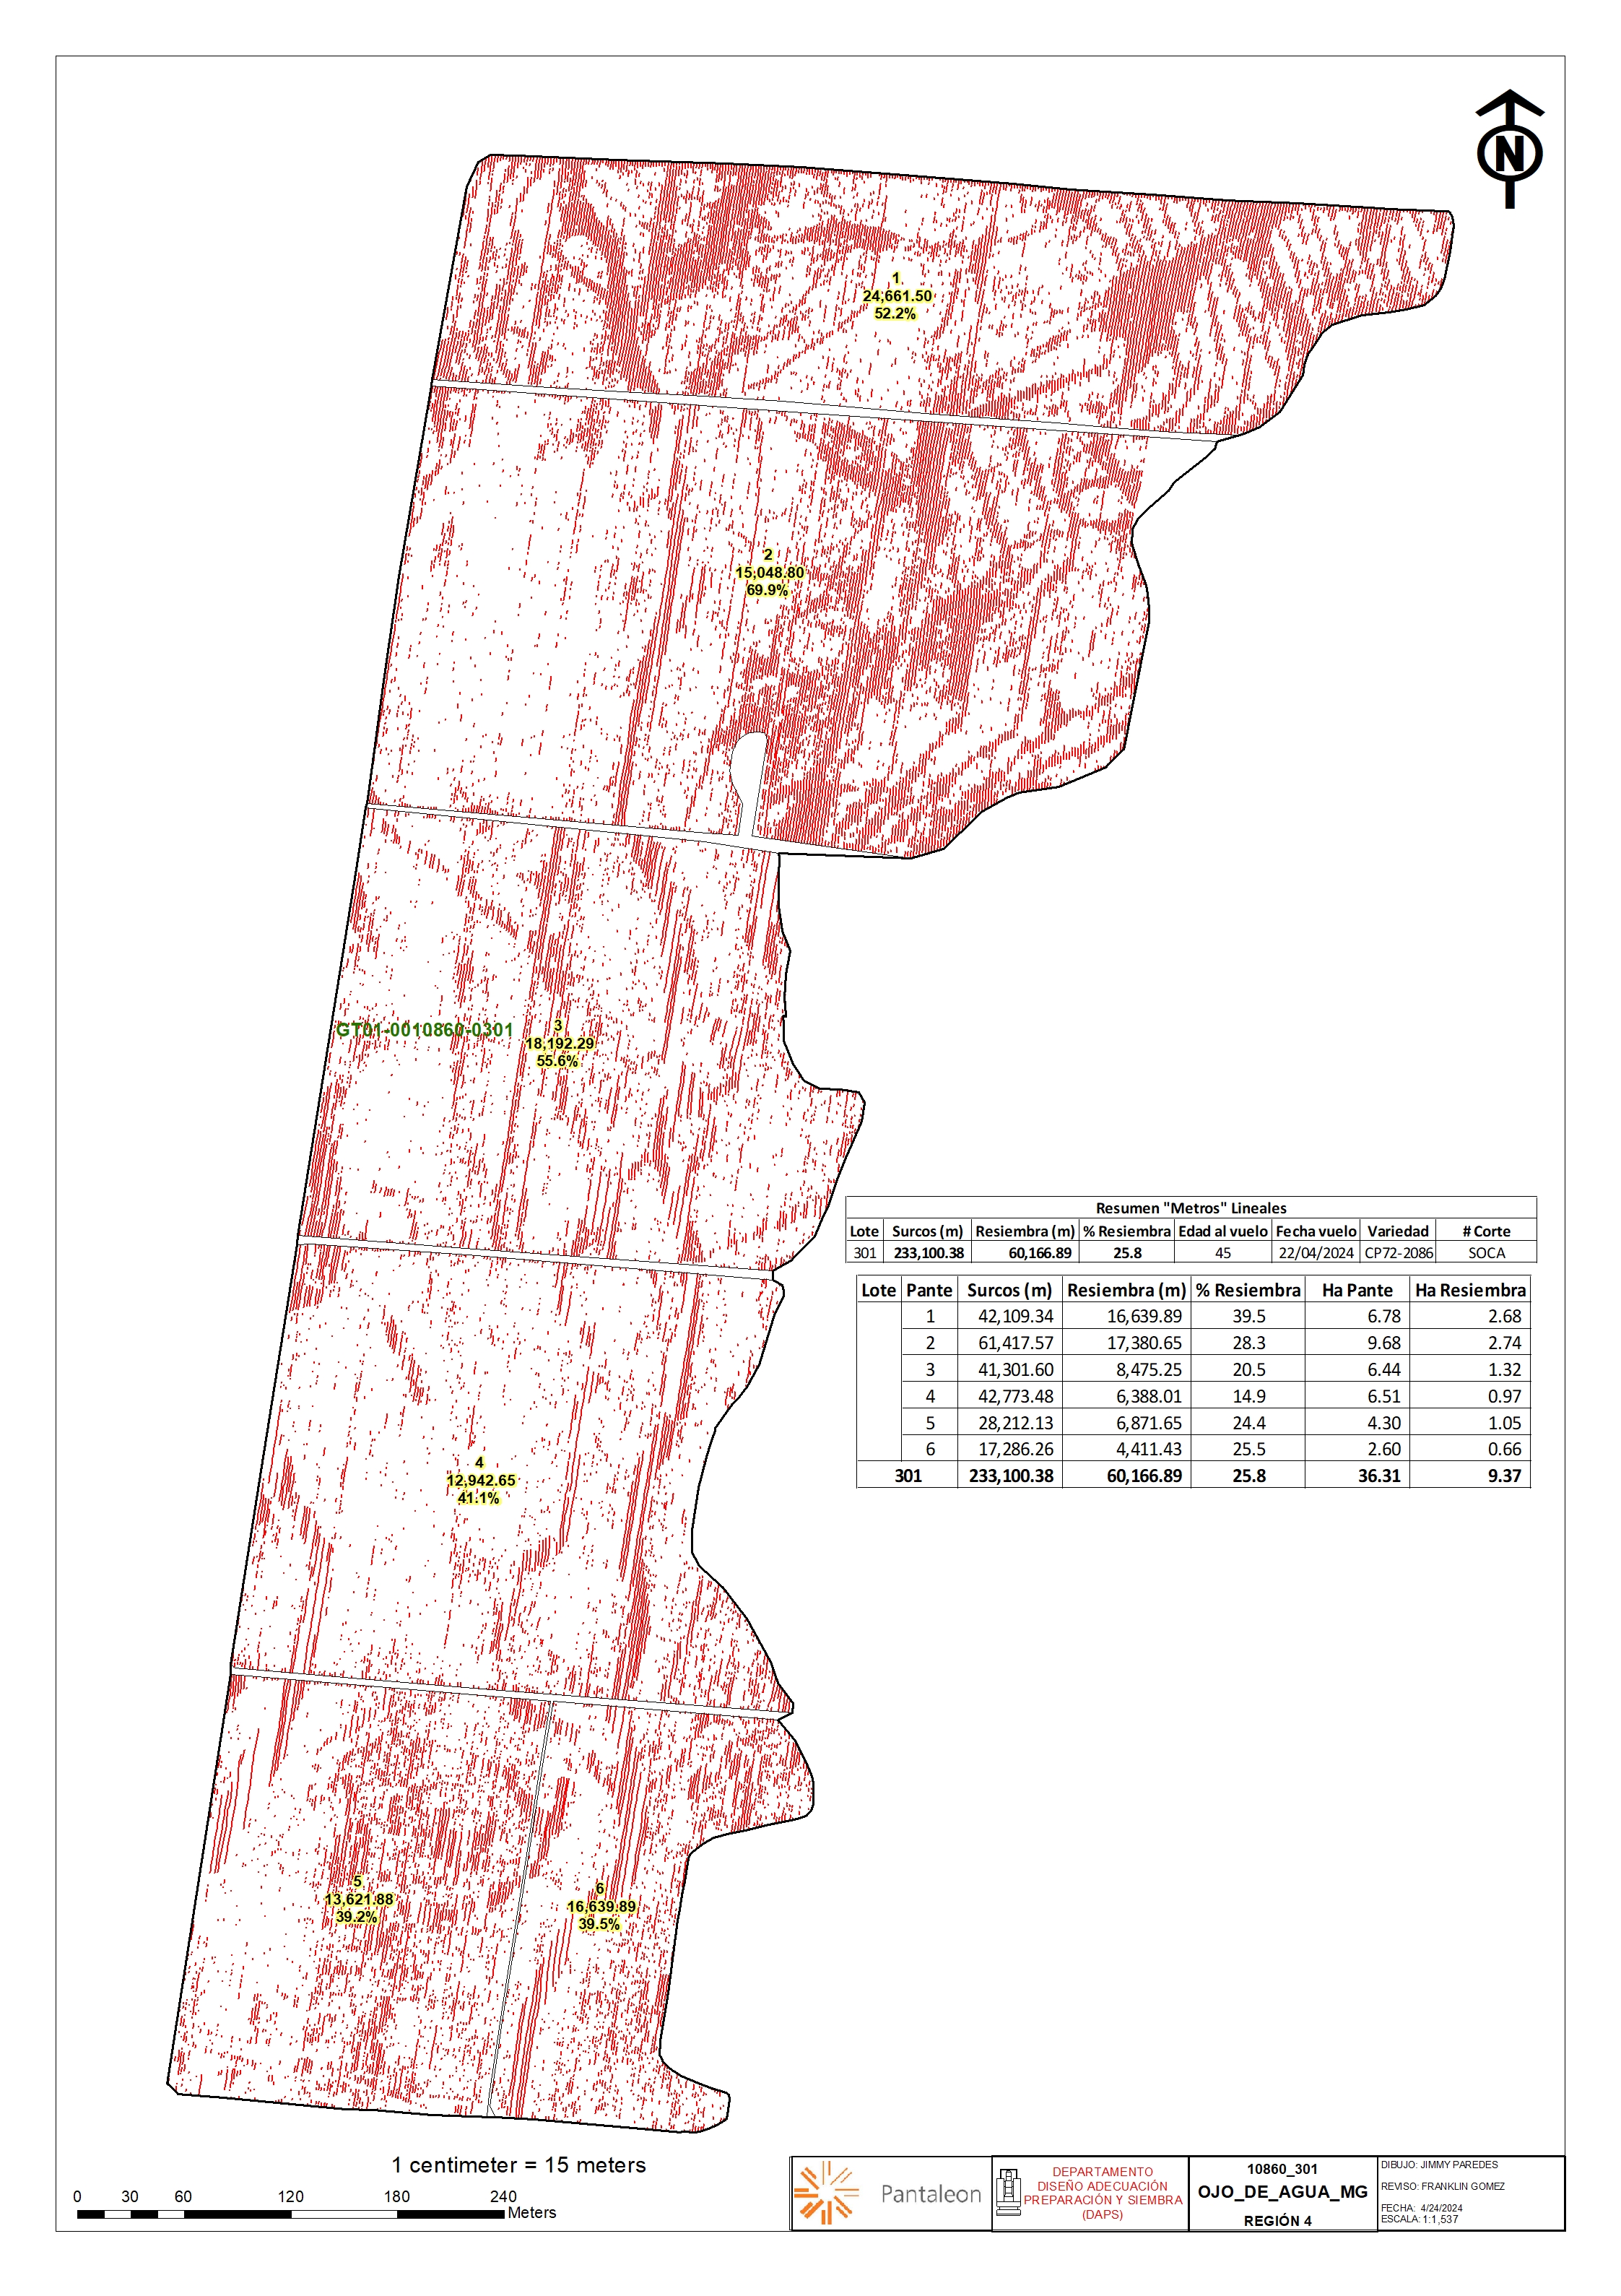 N
1
24,661.50
52.2%
2
15,048.80
69.9%
GT01-0010860-0301
3
18,192.29
55.6%
Resumen "Metros" Lineales
Lote Surcos (m) Resiembra (m) % Resiembra Edad al vuelo Fecha vuelo Variedad # Corte
301 233,100.38 60,166.89 25.8 45 22/04/2024 CP72-2086 SOCA
Lote Pante Surcos (m) Resiembra (m) % Resiembra Ha Pante Ha Resiembra
1 42,109.34 16,639.89 39.5 6.78 2.68
2 61,417.57 17,380.65 28.3 9.68 2.74
3 41,301.60 8,475.25 20.5 6.44 1.32
4 42,773.48 6,388.01 14.9 6.51 0.97
5 28,212.13 6,871.65 24.4 4.30 1.05
6 17,286.26 4,411.43 25.5 2.60 0.66
301 233,100.38 60,166.89 25.8 36.31 9.37
4
12,942.65
41.1%
5
13,621.88
39.2%
6
16,639.89
39.5%
1 centimeter = 15 meters
0 30 60 120 180 240
Meters
Pantaleon
DEPARTAMENTO
DISEÑO ADECUACIÓN
PREPARACIÓN Y SIEMBRA
(DAPS)
10860_301
OJO_DE_AGUA_MG
REGIÓN 4
DIBUJO: JIMMY PAREDES
REVISO: FRANKLIN GOMEZ
FECHA: 4/24/2024
ESCALA: 1:1,537